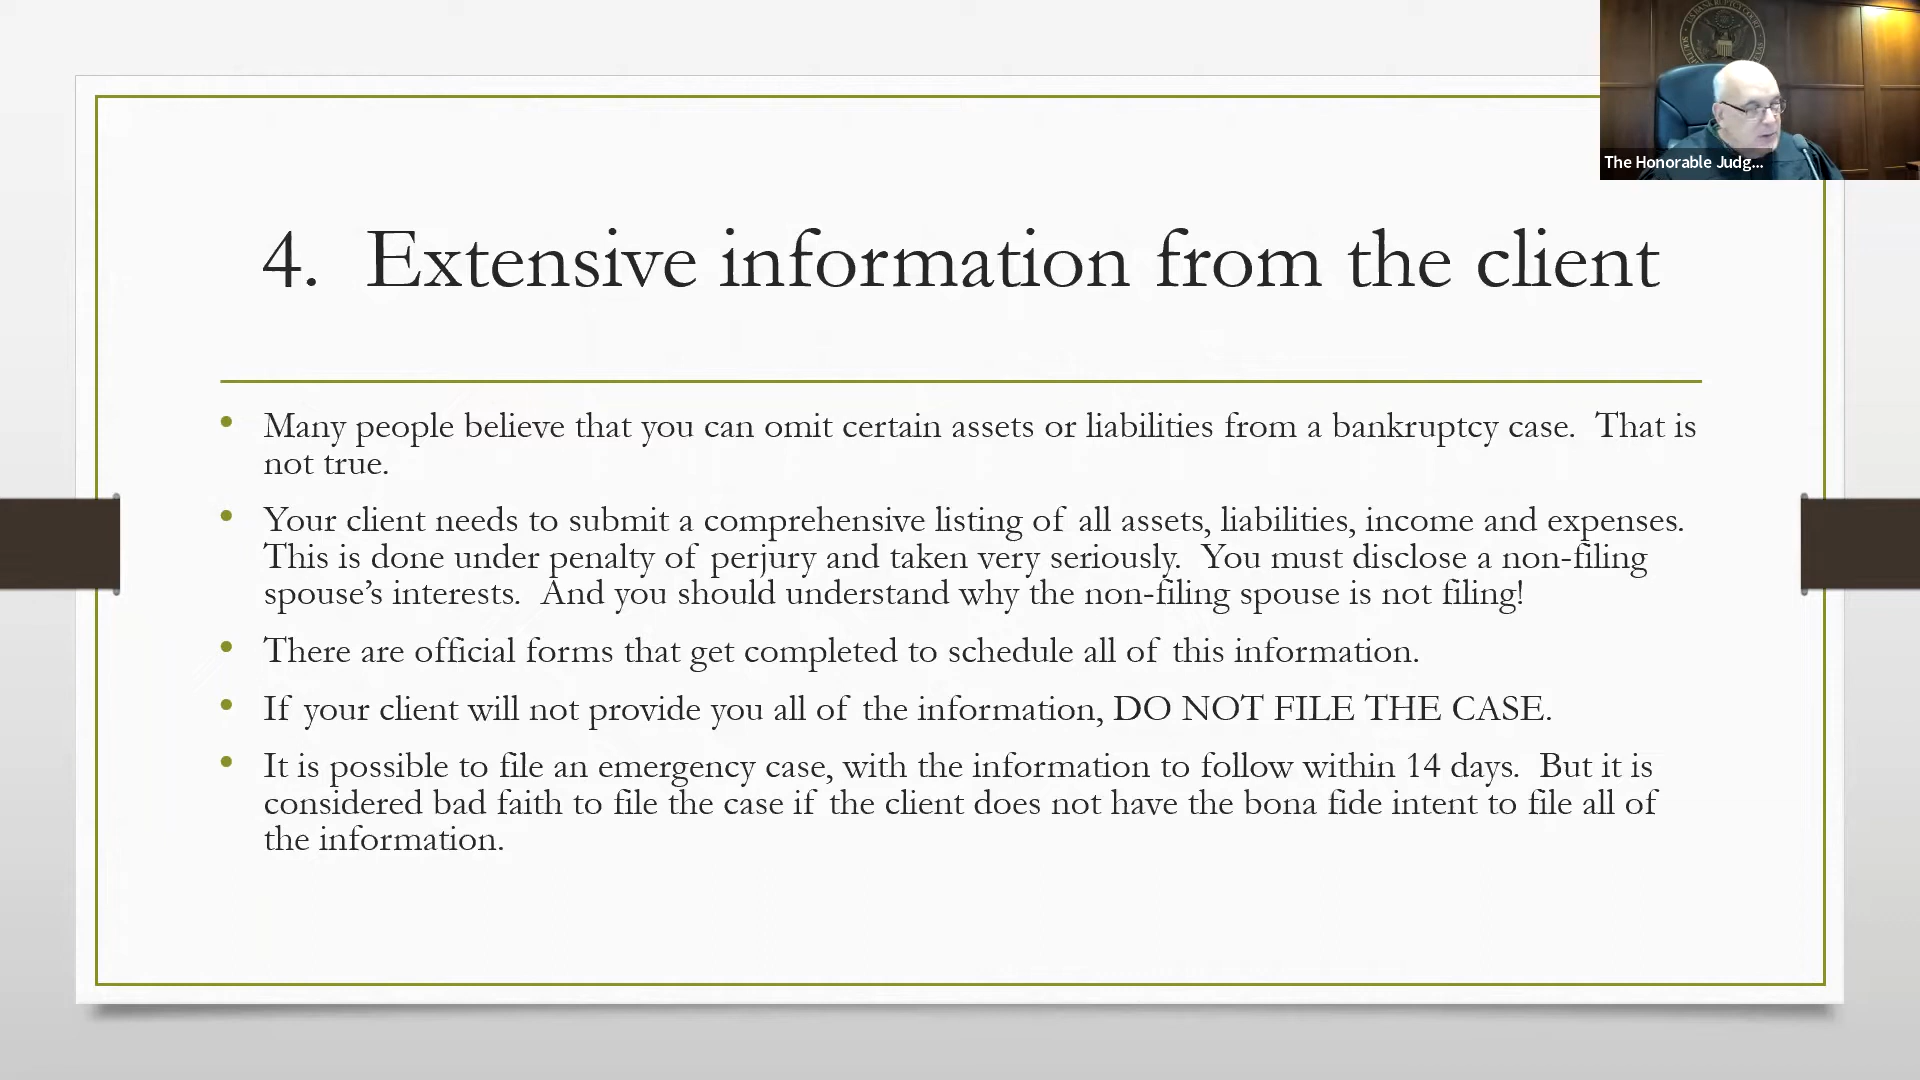 The Honorable Judg...
4. Extensive information from the client
• Many people believe that you can omit certain assets or liabilities from a bankruptcy case. That is
not true.
• Your client needs to submit a comprehensive listing of all assets, liabilities, income and expenses.
This is done under penalty of perjury and taken very seriously. You must disclose a non-filing
spouse’s interests. And you should understand why the non-filing spouse is not filing!
• There are official forms that get completed to schedule all of this information.
• If your client will not provide you all of the information, DO NOT FILE THE CASE.
• It is possible to file an emergency case, with the information to follow within 14 days. But it is
considered bad faith to file the case if the client does not have the bona fide intent to file all of
the information.